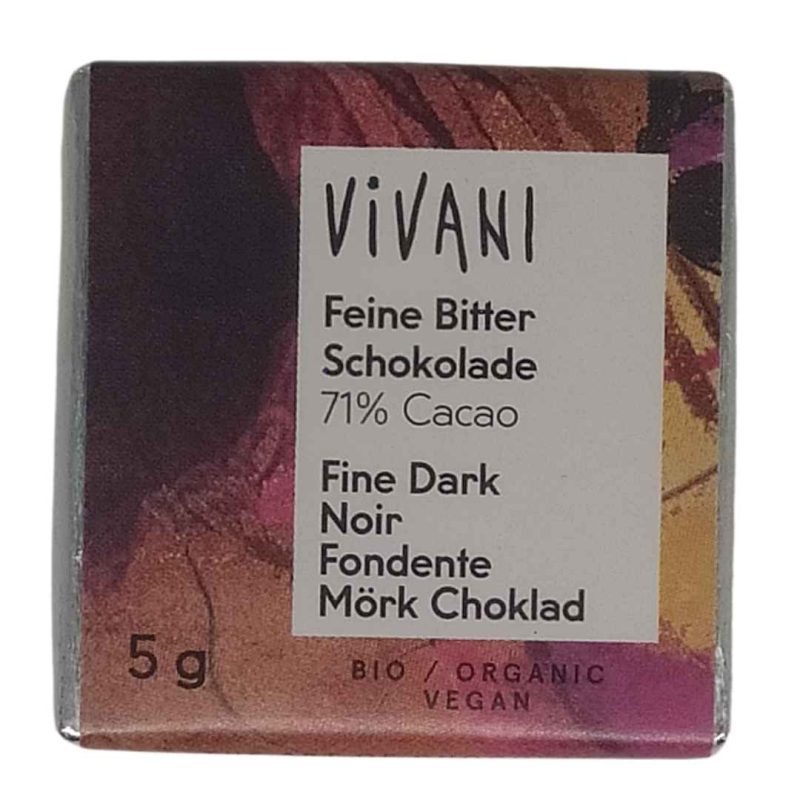 ViVANI
Feine Bitter
Schokolade
71% Cacao
Fine Dark
Noir
Fondente
Mörk Choklad
5 g
BIO / ORGANIC
VEGAN